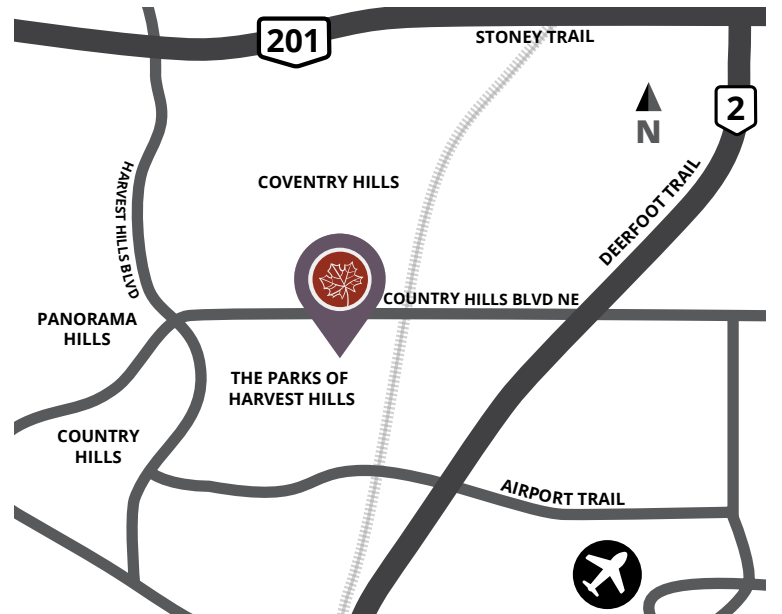 201
STONEY TRAIL
2
N
HARVEST HILLS BLVD
COVENTRY HILLS
DEERFOOT TRAIL
COUNTRY HILLS BLVD NE
PANORAMA
HILLS
THE PARKS OF
HARVEST HILLS
COUNTRY
HILLS
AIRPORT TRAIL